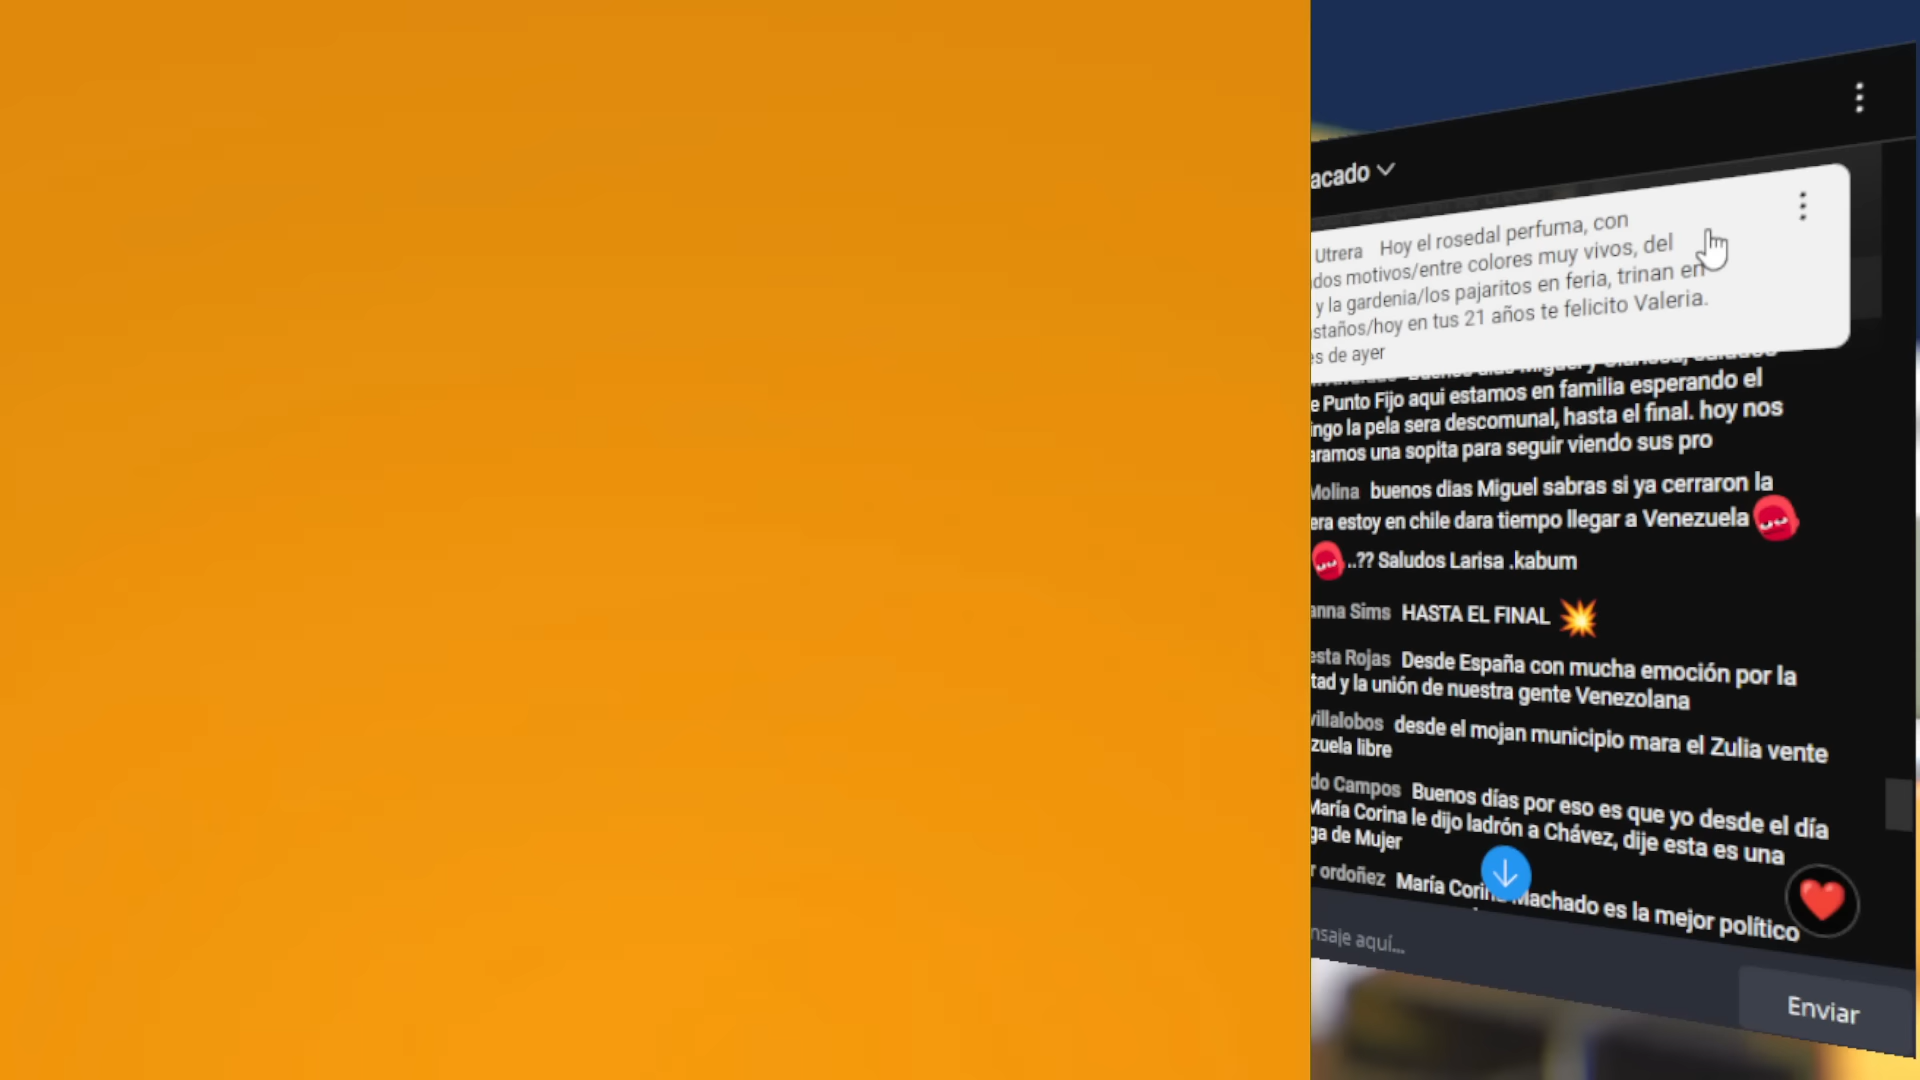 acado
Utrera Hoy el rosedal perfuma, con
dos motivos/entre colores muy vivos, del
y la gardenia/los pajaritos en feria, trinan en
staños/hoy en tus 21 años te felicito Valeria.
es de ayer
e Punto Fijo aqui estamos en familia esperando el
ingo la pela sera descomunal, hasta el final. hoy nos
aramos una sopita para seguir viendo sus pro
Molina buenos dias Miguel sabras si ya cerraron la
era estoy en chile dara tiempo llegar a Venezuela
..?? Saludos Larisa .kabum
anna Sims HASTA EL FINAL
esta Rojas Desde España con mucha emoción por la
tad y la unión de nuestra gente Venezolana
villalobos desde el mojan municipio mara el Zulia vente
zuela libre
do Campos Buenos días por eso es que yo desde el día
María Corina le dijo ladrón a Chávez, dije esta es una
ga de Mujer
r ordoñez María Corina Machado es la mejor político
nsaje aquí...
Enviar